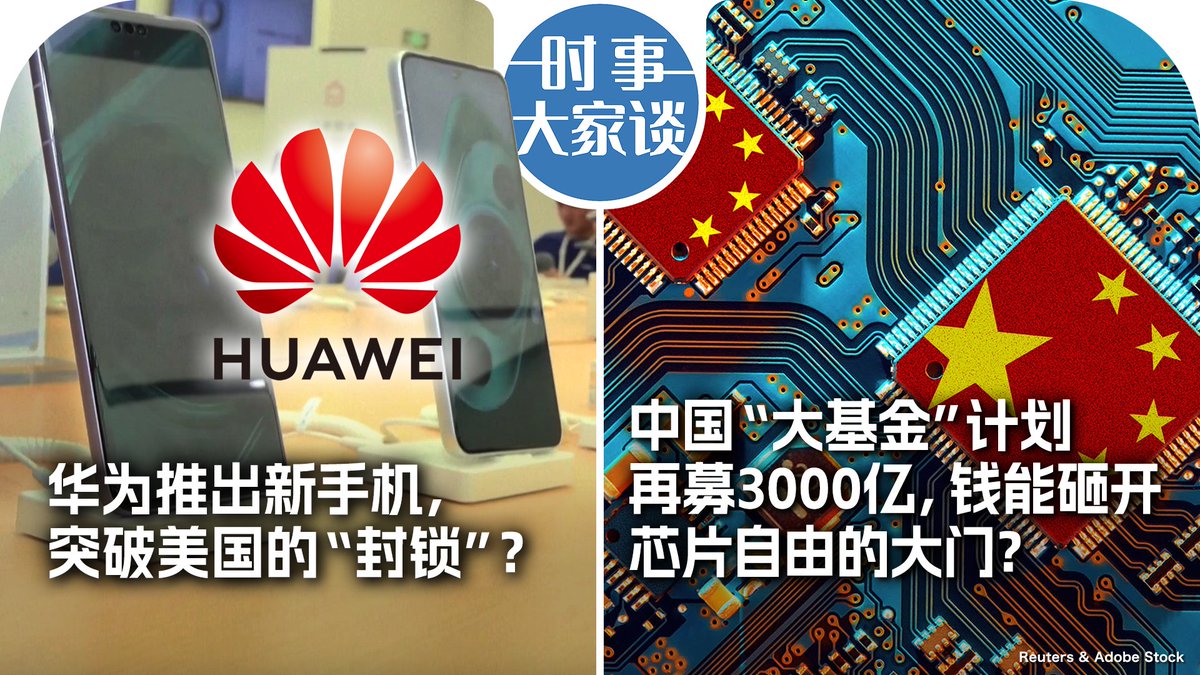 时事
大家谈
HUAWEI
华为推出新手机,
突破美国的“封锁”?
中国“大基金”计划
再募3000亿, 钱能砸开
芯片自由的大门?
Reuters & Adobe Stock